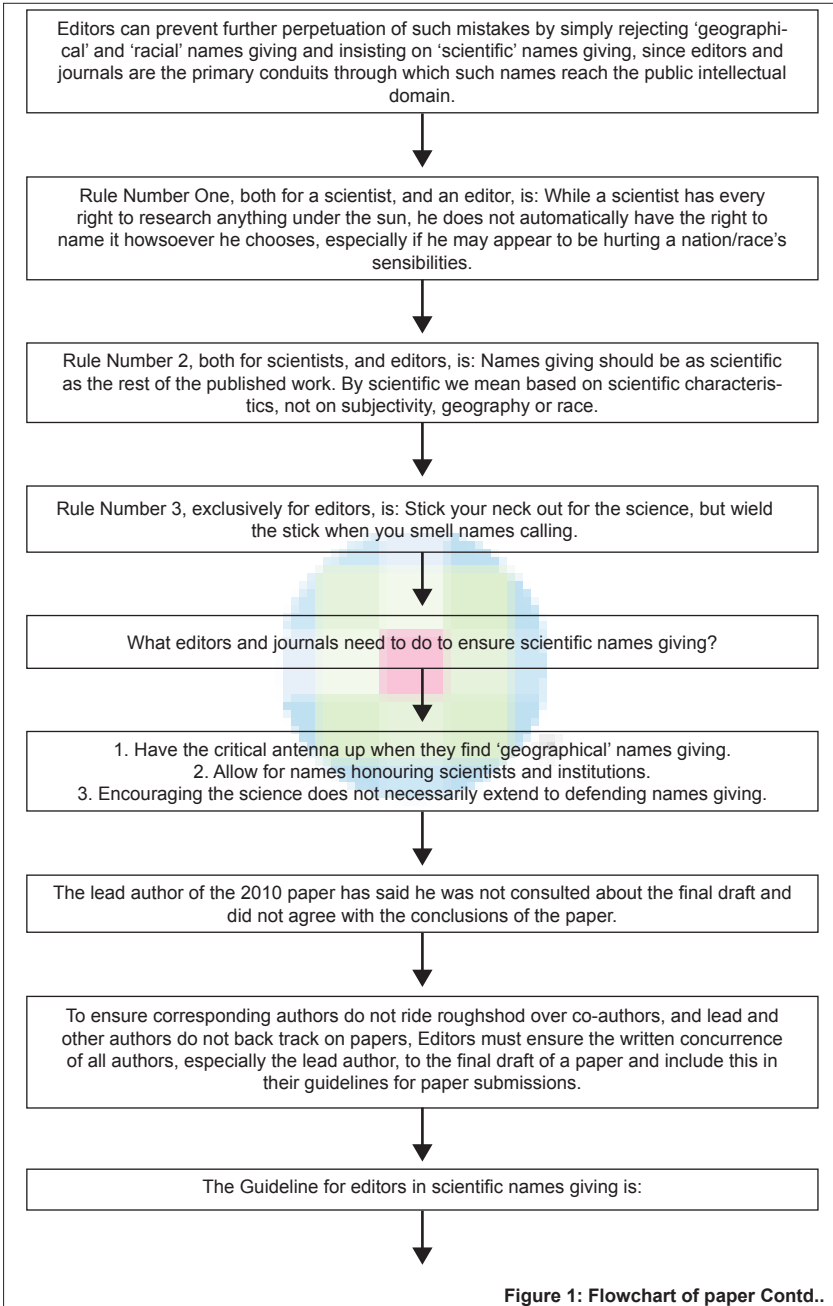 Editors can prevent further perpetuation of such mistakes by simply rejecting ‘geographi-
cal’ and ‘racial’ names giving and insisting on ‘scientific’ names giving, since editors and
journals are the primary conduits through which such names reach the public intellectual
domain.
Rule Number One, both for a scientist, and an editor, is: While a scientist has every
right to research anything under the sun, he does not automatically have the right to
name it howsoever he chooses, especially if he may appear to be hurting a nation/race’s
sensibilities.
Rule Number 2, both for scientists, and editors, is: Names giving should be as scientific
as the rest of the published work. By scientific we mean based on scientific characteris-
tics, not on subjectivity, geography or race.
Rule Number 3, exclusively for editors, is: Stick your neck out for the science, but wield
the stick when you smell names calling.
What editors and journals need to do to ensure scientific names giving?
1. Have the critical antenna up when they find ‘geographical’ names giving.
2. Allow for names honouring scientists and institutions.
3. Encouraging the science does not necessarily extend to defending names giving.
The lead author of the 2010 paper has said he was not consulted about the final draft and
did not agree with the conclusions of the paper.
To ensure corresponding authors do not ride roughshod over co-authors, and lead and
other authors do not back track on papers, Editors must ensure the written concurrence
of all authors, especially the lead author, to the final draft of a paper and include this in
their guidelines for paper submissions.
The Guideline for editors in scientific names giving is:
Figure 1: Flowchart of paper Contd..